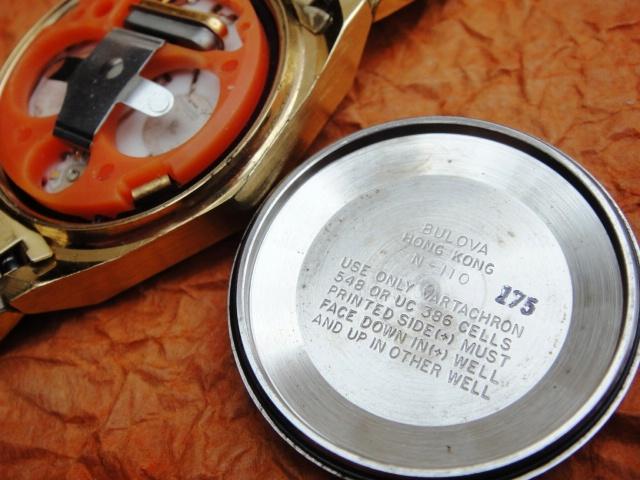 BULOVA
HONG KONG
N-110
175
USE ONLY VARTACHRON
548 OR UC 386 CELLS
PRINTED SIDE(+) MUST
FACE DOWN IN(+) WELL
AND UP IN OTHER WELL